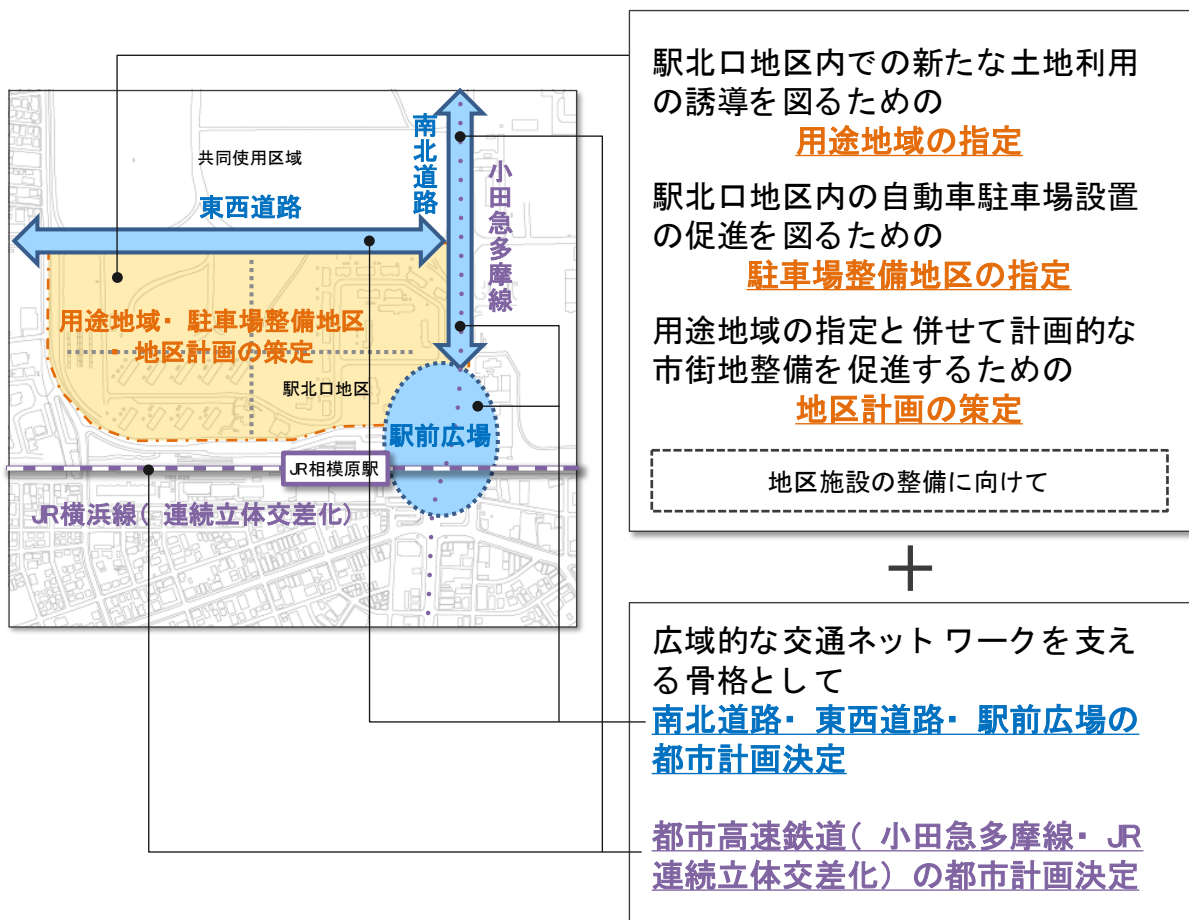 共同使用区域
南北道路
東西道路
小田急多摩線
用途地域・駐車場整備地区
・地区計画の策定
駅北口地区
駅前広場
JR相模原駅
JR横浜線(連続立体交差化)
駅北口地区内での新たな土地利用
の誘導を図るための
用途地域の指定
駅北口地区内の自動車駐車場設置
の促進を図るための
駐車場整備地区の指定
用途地域の指定と併せて計画的な
市街地整備を促進するための
地区計画の策定
地区施設の整備に向けて
+
広域的な交通ネットワークを支え
る骨格として
南北道路・東西道路・駅前広場の
都市計画決定
都市高速鉄道(小田急多摩線・JR
連続立体交差化)の都市計画決定